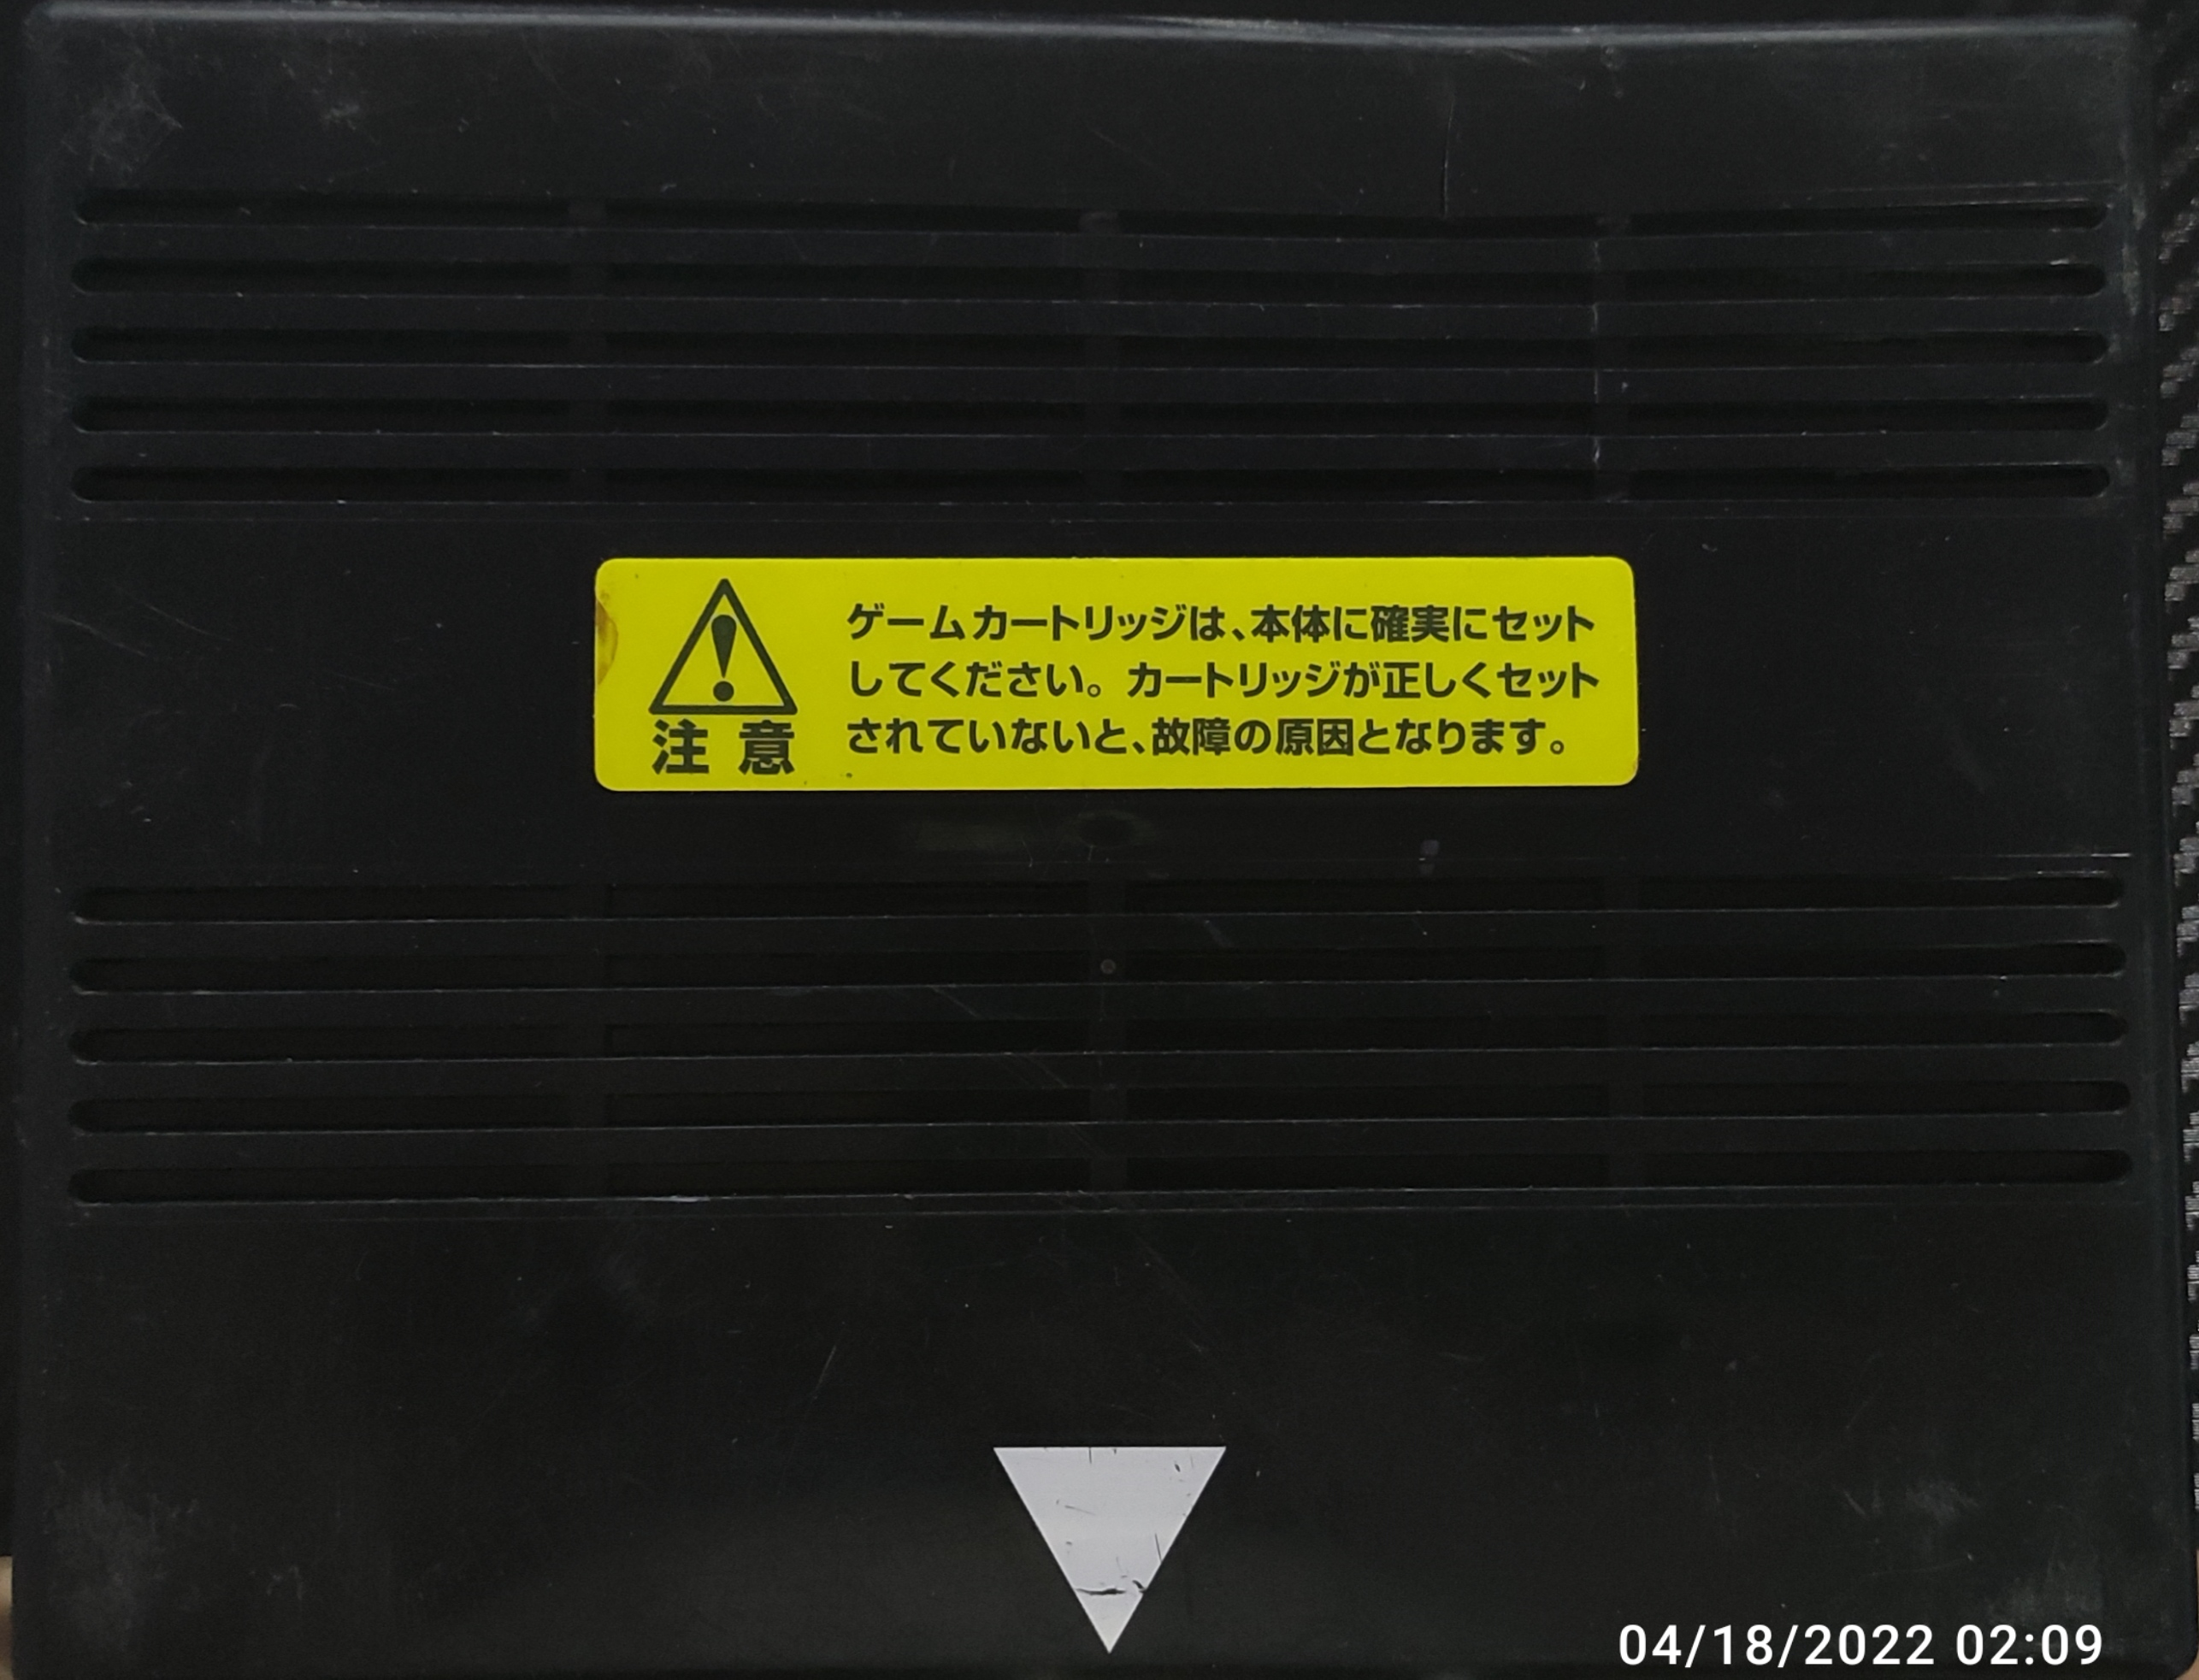 ゲームカートリッジは、本体に確実にセット
してください。カートリッジが正しくセット
されていないと、故障の原因となります。
注意
04/18/2022 02:09